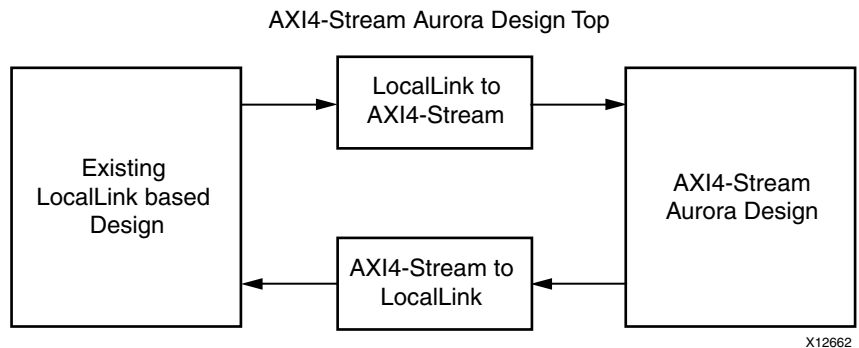 AXI4-Stream Aurora Design Top
LocalLink to
AXI4-Stream
Existing
LocalLink based
Design
AXI4-Stream
Aurora Design
AXI4-Stream to
LocalLink
X12662